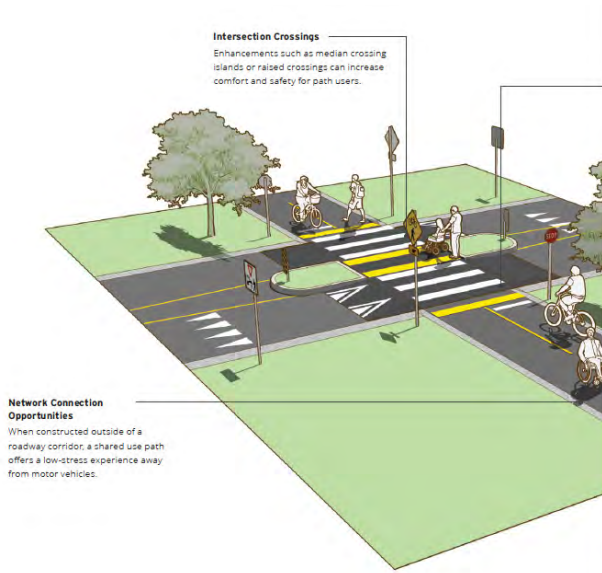 Intersection Crossings
Enhancements such as median crossing
islands or raised crossings can increase
comfort and safety for path users.
STOP
Network Connection
Opportunities
When constructed outside of a
roadway corridor, a shared use path
offers a low-stress experience away
from motor vehicles.